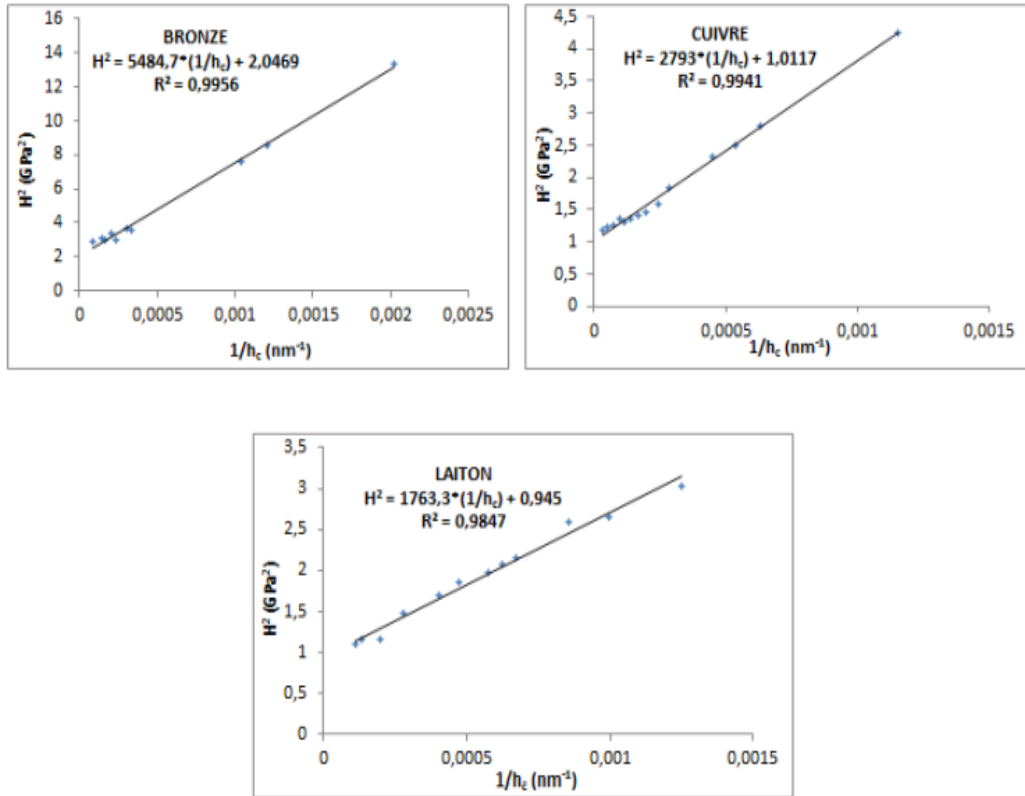 BRONZE
H² = 5484,7*(1/hc) + 2,0469
R² = 0,9956
H² (G Pa²)
16
14
12
10
8
6
4
2
0
0 0,0005 0,001 0,0015 0,002 0,0025
1/hc (nm⁻¹)
CUIVRE
H² = 2793*(1/hc) + 1,0117
R² = 0,9941
H² (G Pa²)
4,5
4
3,5
3
2,5
2
1,5
1
0,5
0
0 0,0005 0,001 0,0015
1/hc (nm⁻¹)
LAITON
H² = 1763,3*(1/hc) + 0,945
R² = 0,9847
H² (G Pa²)
3,5
3
2,5
2
1,5
1
0,5
0
0 0,0005 0,001 0,0015
1/hc (nm⁻¹)